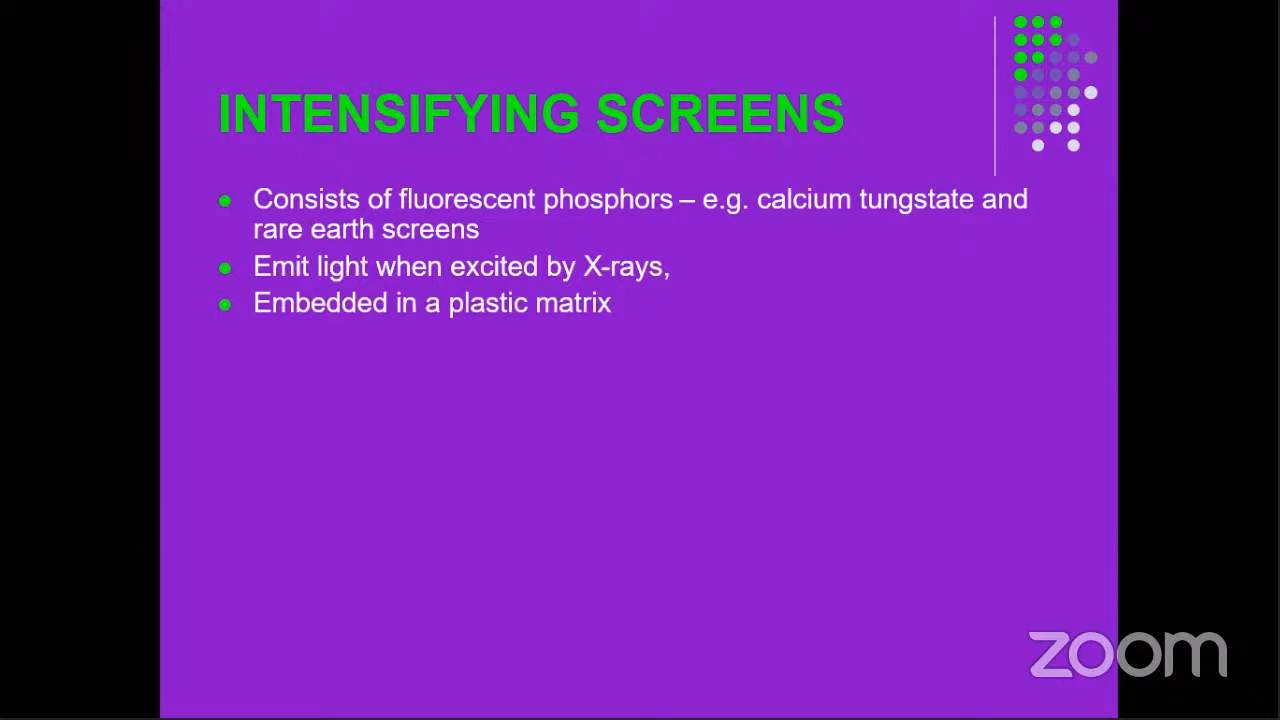 INTENSIFYING SCREENS
Consists of fluorescent phosphors – e.g. calcium tungstate and
rare earth screens
Emit light when excited by X-rays,
Embedded in a plastic matrix
zoom